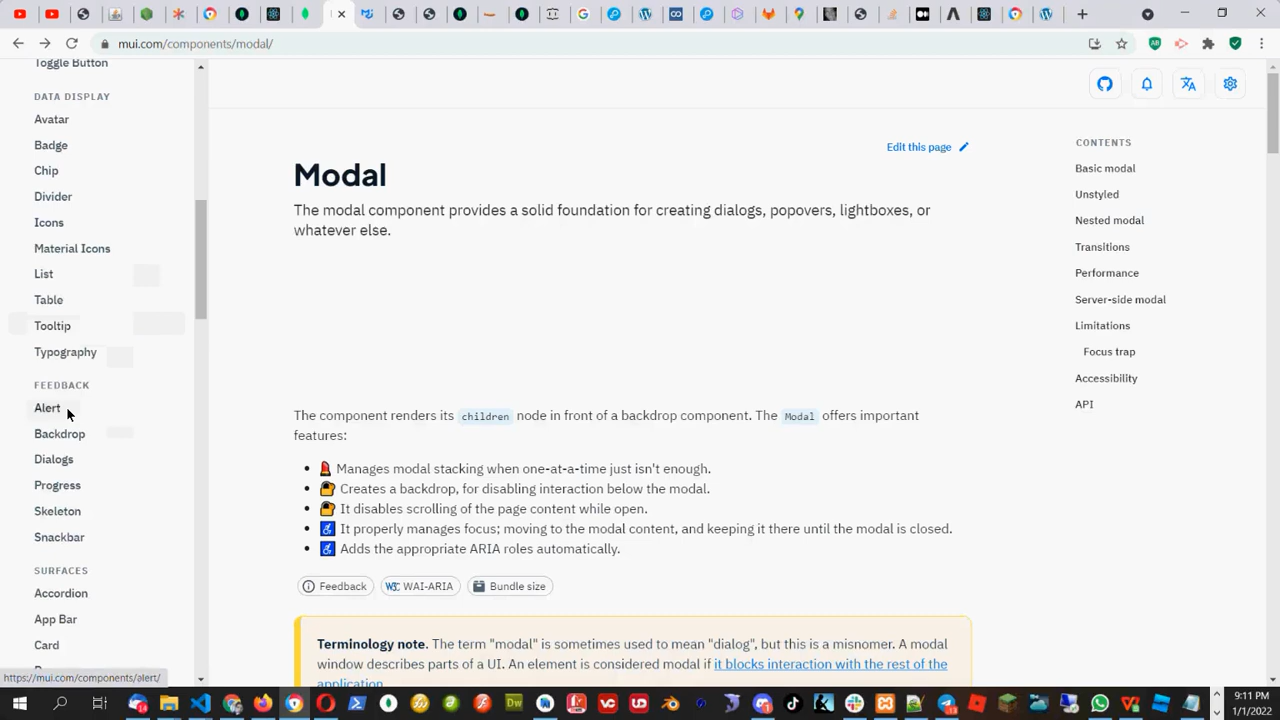 mui.com/components/modal/
Toggle Button
DATA DISPLAY
Avatar
Badge
Chip
Divider
Icons
Material Icons
List
Table
Tooltip
Typography
FEEDBACK
Alert
Backdrop
Dialogs
Progress
Skeleton
Snackbar
SURFACES
Accordion
App Bar
Card
https://mui.com/components/alert/
Edit this page
Modal
The modal component provides a solid foundation for creating dialogs, popovers, lightboxes, or
whatever else.
The component renders its children node in front of a backdrop component. The Modal offers important
features:
• Manages modal stacking when one-at-a-time just isn't enough.
• Creates a backdrop, for disabling interaction below the modal.
• It disables scrolling of the page content while open.
• It properly manages focus; moving to the modal content, and keeping it there until the modal is closed.
• Adds the appropriate ARIA roles automatically.
Feedback
W3C WAI-ARIA
Bundle size
Terminology note. The term "modal" is sometimes used to mean "dialog", but this is a misnomer. A modal
window describes parts of a UI. An element is considered modal if it blocks interaction with the rest of the
application
CONTENTS
Basic modal
Unstyled
Nested modal
Transitions
Performance
Server-side modal
Limitations
Focus trap
Accessibility
API
9:11 PM
1/1/2022